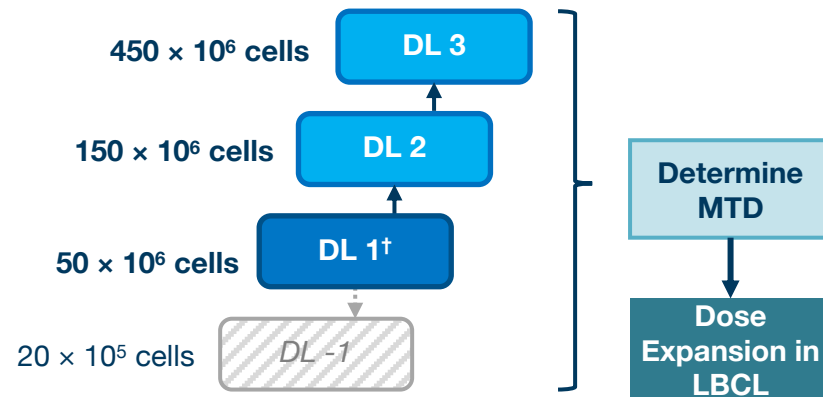 450 × 10⁶ cells
DL 3
150 × 10⁶ cells
DL 2
50 × 10⁶ cells
DL 1†
20 × 10⁵ cells
DL -1
Determine
MTD
Dose
Expansion in
LBCL